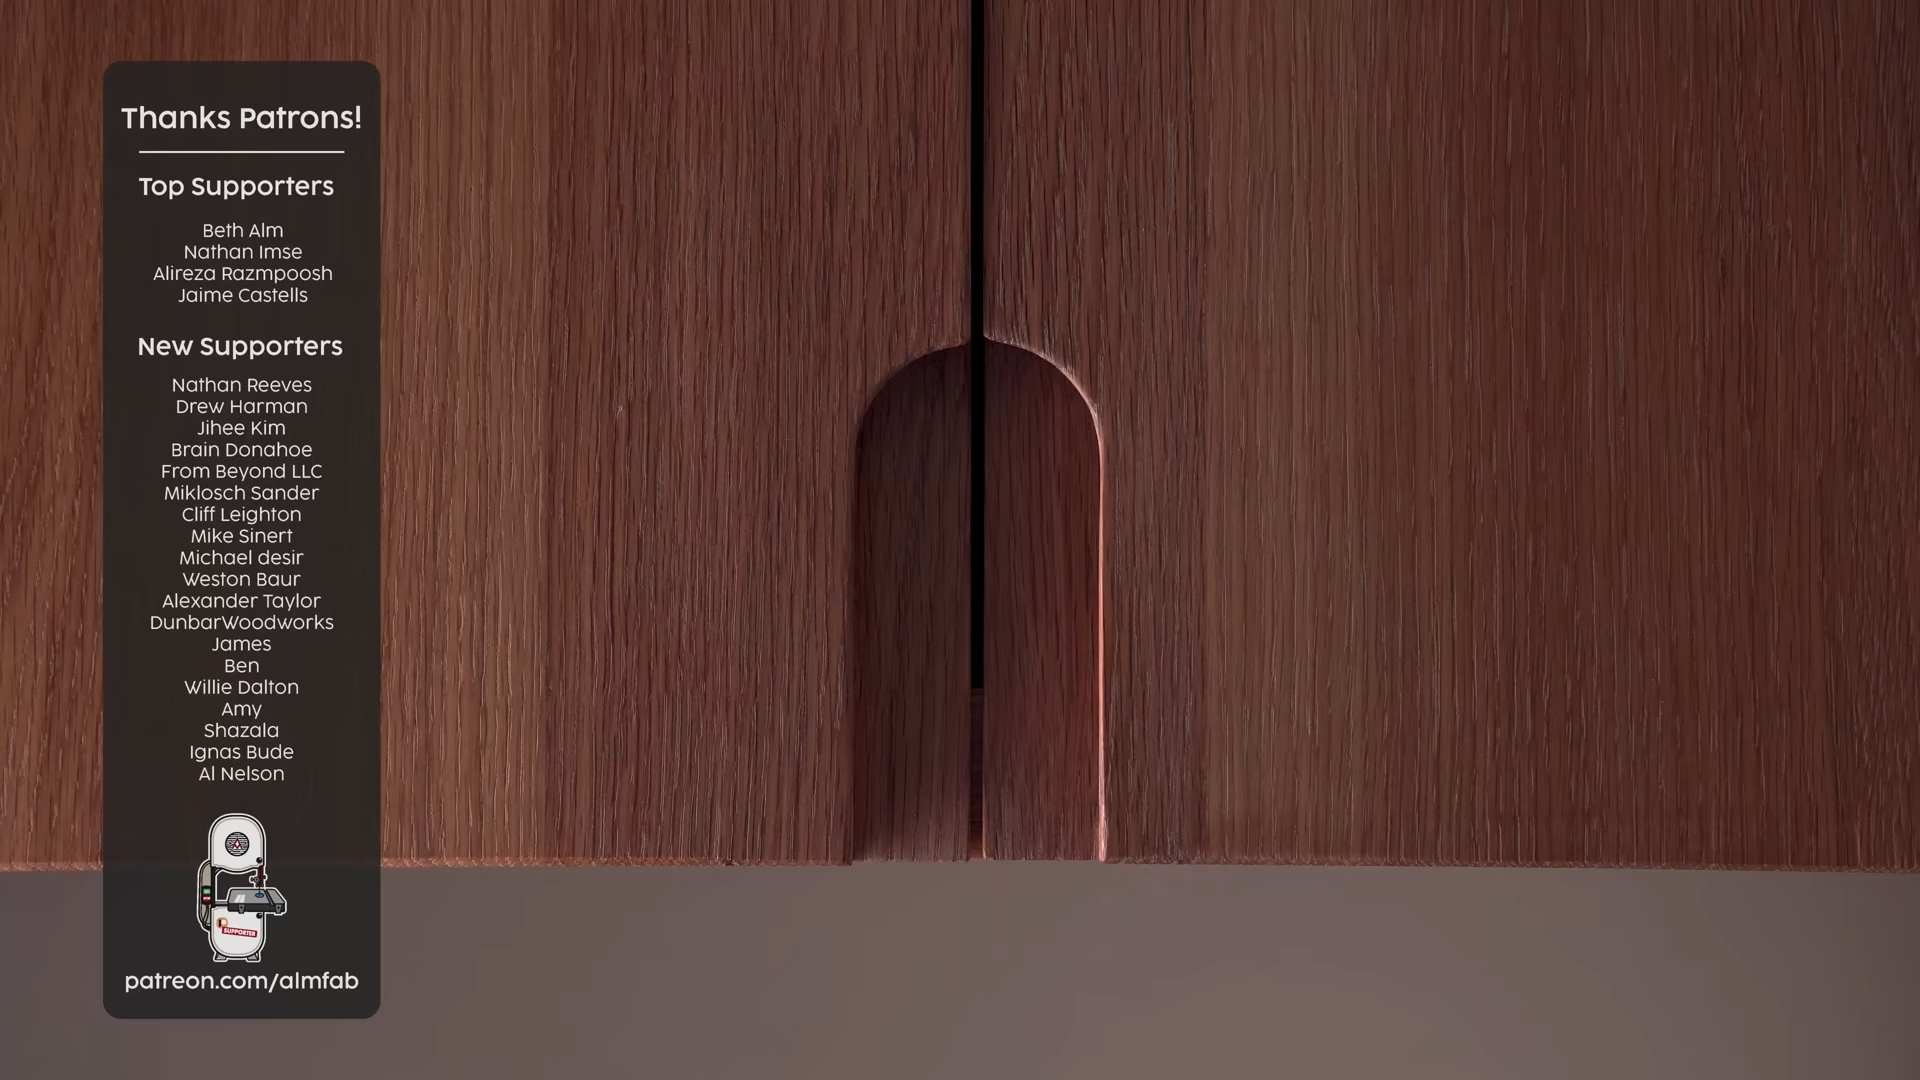 Thanks Patrons!
Top Supporters
Beth Alm
Nathan Imse
Alireza Razmpoosh
Jaime Castells
New Supporters
Nathan Reeves
Drew Harman
Jihee Kim
Brain Donahoe
From Beyond LLC
Miklosch Sander
Cliff Leighton
Mike Sinert
Michael desir
Weston Baur
Alexander Taylor
DunbarWoodworks
James
Ben
Willie Dalton
Amy
Shazala
Ignas Bude
Al Nelson
SUPPORTER
patreon.com/almfab